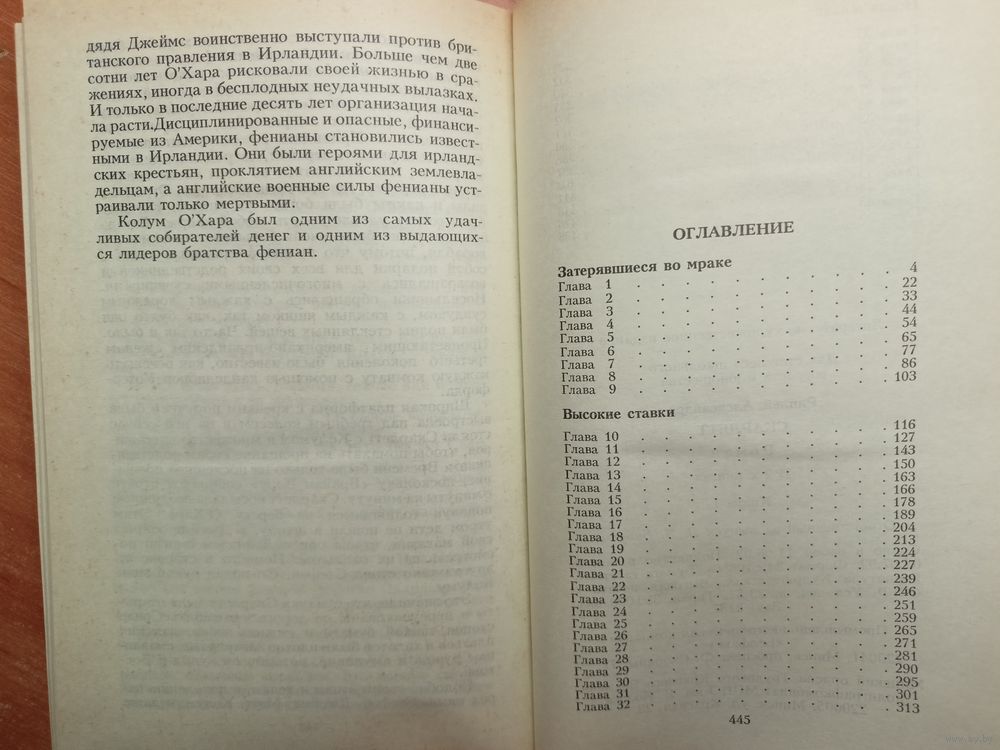 дядя Джеймс воинственно выступали против бри-
танского правления в Ирландии. Больше чем две
сотни лет О'Хара рисковали своей жизнью в сра-
жениях, иногда в бесплодных неудачных вылазках.
И только в последние десять лет организация нача-
ла расти.Дисциплинированные и опасные, финанси-
руемые из Америки, фенианы становились извест-
ными в Ирландии. Они были героями для ирланд-
ских крестьян, проклятием английским землевла-
дельцам, а английские военные силы фенианы уст-
раивали только мертвыми.
Колум О'Хара был одним из самых удач-
ливых собирателей денег и одним из выдающих-
ся лидеров братства фениан.
ОГЛАВЛЕНИЕ
Затерявшиеся во мраке
Глава 1 . . . . . . . . . . . . 4
Глава 2 . . . . . . . . . . . . 22
Глава 3 . . . . . . . . . . . . 33
Глава 4 . . . . . . . . . . . . 44
Глава 5 . . . . . . . . . . . . 54
Глава 6 . . . . . . . . . . . . 65
Глава 7 . . . . . . . . . . . . 77
Глава 8 . . . . . . . . . . . . 86
Глава 9 . . . . . . . . . . . . 103
Высокие ставки
Глава 10 . . . . . . . . . . . . 116
Глава 11 . . . . . . . . . . . . 127
Глава 12 . . . . . . . . . . . . 143
Глава 13 . . . . . . . . . . . . 150
Глава 14 . . . . . . . . . . . . 163
Глава 15 . . . . . . . . . . . . 166
Глава 16 . . . . . . . . . . . . 178
Глава 17 . . . . . . . . . . . . 189
Глава 18 . . . . . . . . . . . . 204
Глава 19 . . . . . . . . . . . . 213
Глава 20 . . . . . . . . . . . . 224
Глава 21 . . . . . . . . . . . . 227
Глава 22 . . . . . . . . . . . . 239
Глава 23 . . . . . . . . . . . . 246
Глава 24 . . . . . . . . . . . . 251
Глава 25 . . . . . . . . . . . . 259
Глава 26 . . . . . . . . . . . . 265
Глава 27 . . . . . . . . . . . . 271
Глава 28 . . . . . . . . . . . . 281
Глава 29 . . . . . . . . . . . . 290
Глава 30 . . . . . . . . . . . . 295
Глава 31 . . . . . . . . . . . . 301
Глава 32 . . . . . . . . . . . . 313
445